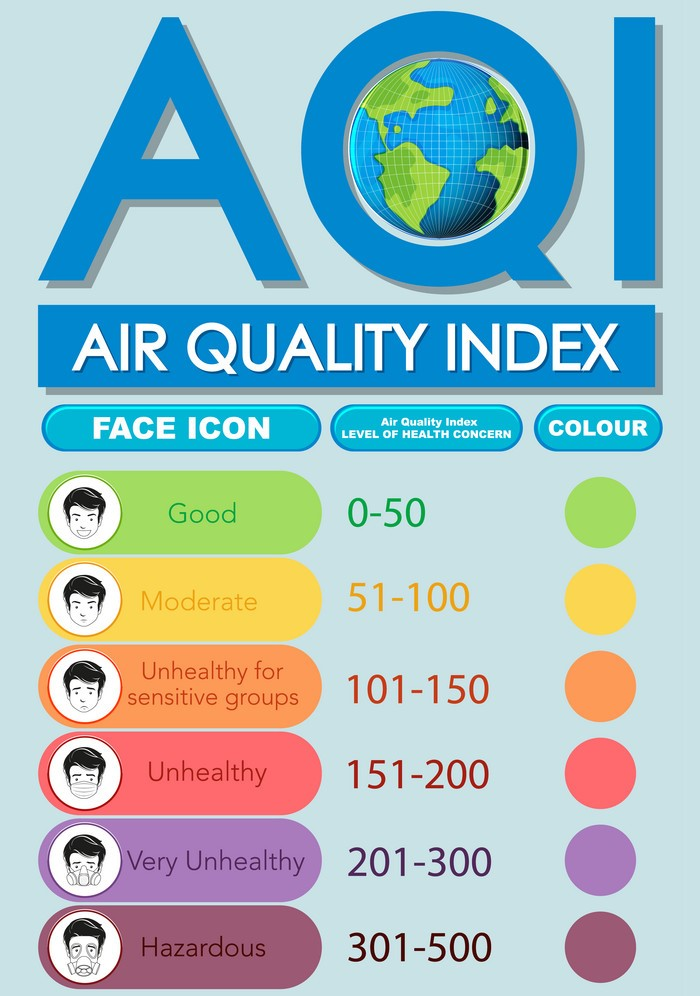 AQI
AIR QUALITY INDEX
FACE ICON
Air Quality Index
LEVEL OF HEALTH CONCERN
COLOUR
Good
0-50
Moderate
51-100
Unhealthy for
sensitive groups
101-150
Unhealthy
151-200
Very Unhealthy
201-300
Hazardous
301-500